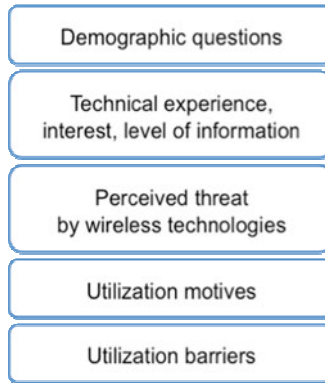 Demographic questions
Technical experience,
interest, level of information
Perceived threat
by wireless technologies
Utilization motives
Utilization barriers